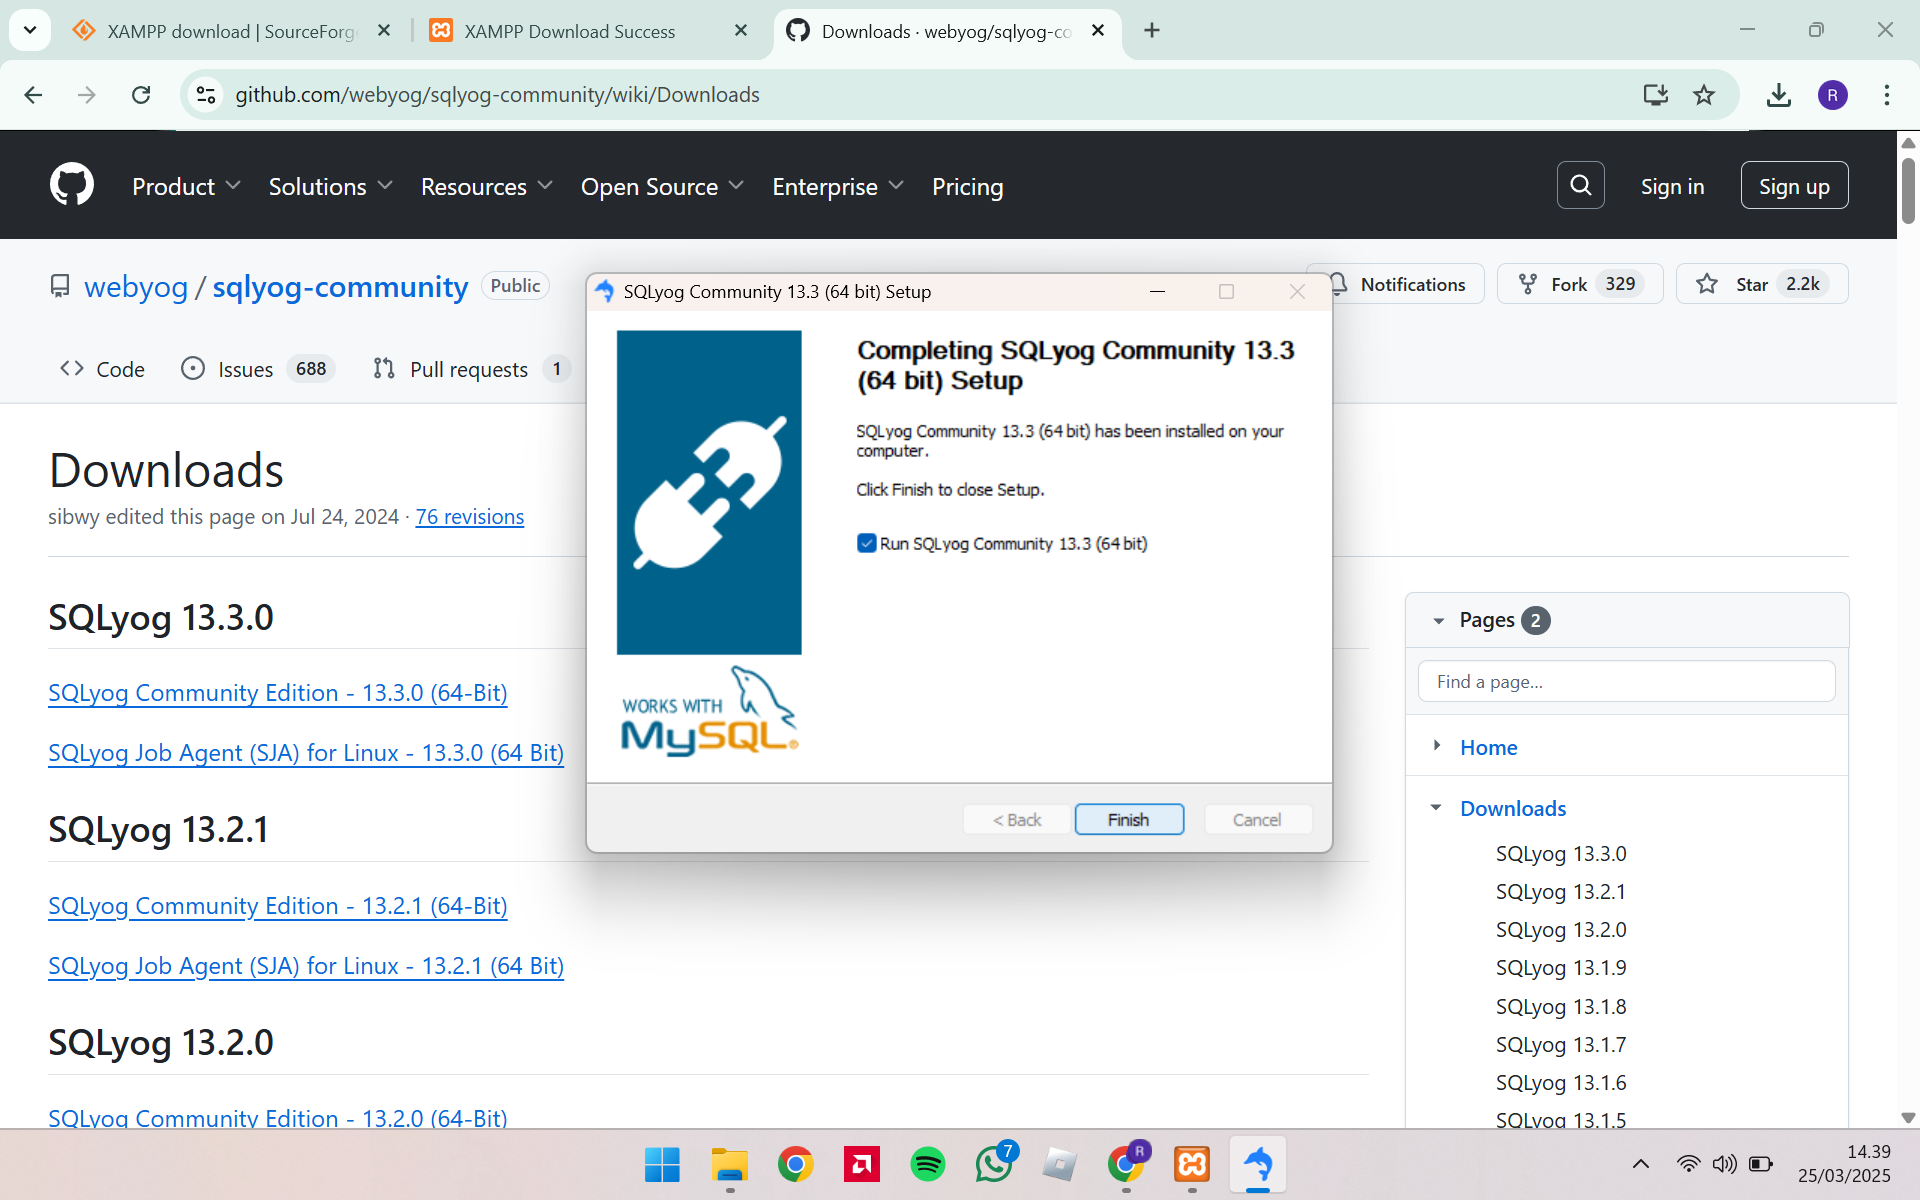 XAMPP download | SourceForge
XAMPP Download Success
Downloads · webyog/sqlyog-co
github.com/webyog/sqlyog-community/wiki/Downloads
R
Product
Solutions
Resources
Open Source
Enterprise
Pricing
Sign in
Sign up
webyog / sqlyog-community Public
Notifications
Fork 329
Star 2.2k
Code
Issues 688
Pull requests 1
SQLyog Community 13.3 (64 bit) Setup
Completing SQLyog Community 13.3
(64 bit) Setup
SQLyog Community 13.3 (64 bit) has been installed on your
computer.
Click Finish to close Setup.
Run SQLyog Community 13.3 (64 bit)
WORKS WITH
MySQL
< Back
Finish
Cancel
Downloads
sibwy edited this page on Jul 24, 2024 · 76 revisions
SQLyog 13.3.0
SQLyog Community Edition - 13.3.0 (64-Bit)
SQLyog Job Agent (SJA) for Linux - 13.3.0 (64 Bit)
SQLyog 13.2.1
SQLyog Community Edition - 13.2.1 (64-Bit)
SQLyog Job Agent (SJA) for Linux - 13.2.1 (64 Bit)
SQLyog 13.2.0
SQLyog Community Edition - 13.2.0 (64-Bit)
Pages 2
Find a page...
Home
Downloads
SQLyog 13.3.0
SQLyog 13.2.1
SQLyog 13.2.0
SQLyog 13.1.9
SQLyog 13.1.8
SQLyog 13.1.7
SQLyog 13.1.6
SQLyog 13.1.5
7
R
14.39
25/03/2025